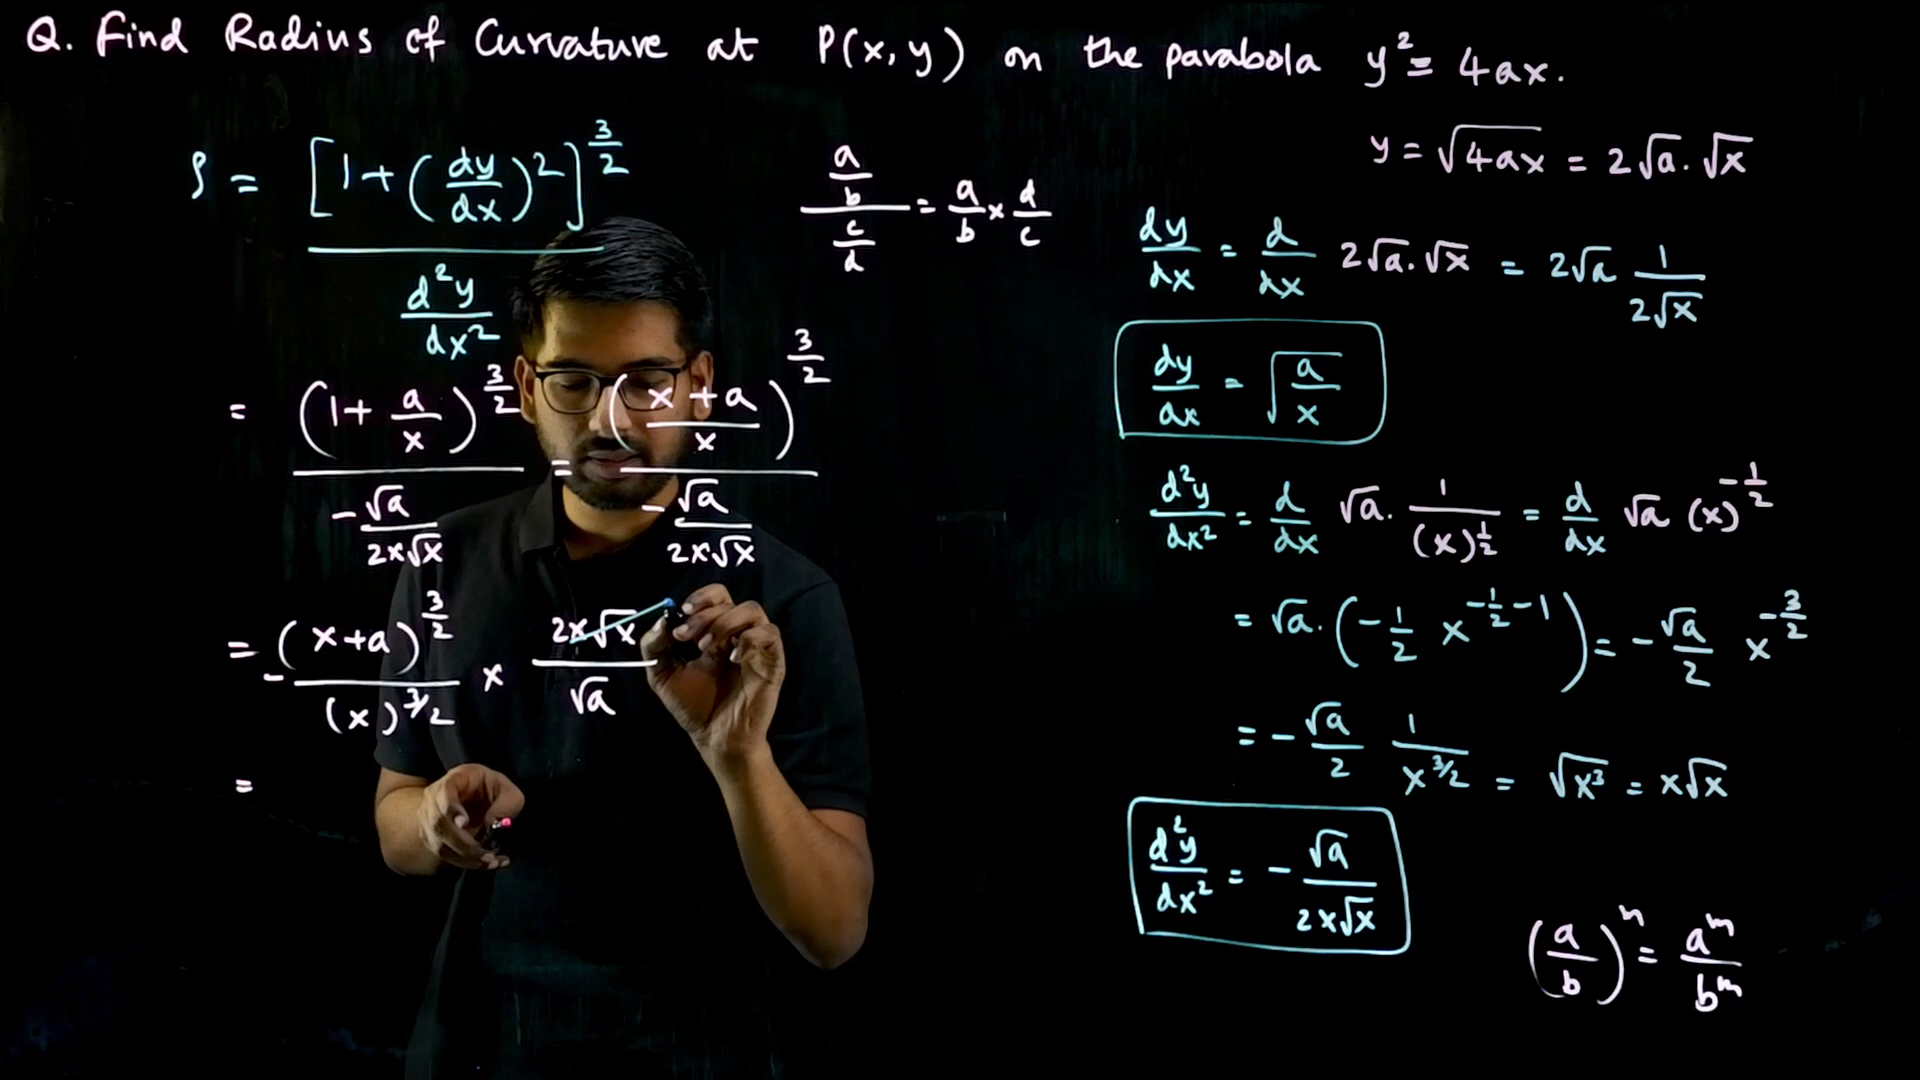 Q. Find Radius of Curvature at P(x, y) on the parabola y² = 4ax.
y = √4ax = 2√a . √x
ρ = [1 + (dy/dx)²]^(3/2) / (d²y/dx²)
(a/b) / (c/d) = a/b × d/c
dy/dx = d/dx 2√a . √x = 2√a 1/(2√x)
dy/dx = √(a/x)
= (1 + a/x)^(3/2) / (-√a/(2x√x)) = ((x + a)/x)^(3/2) / (-√a/(2x√x))
d²y/dx² = d/dx √a . 1/(x)^(1/2) = d/dx √a (x)^(-1/2)
= √a . (-1/2 x^(-1/2 - 1)) = -√a/2 x^(-3/2)
= - (x+a)^(3/2) / (x)^(3/2) × 2x√x / √a
= -√a/2 1/x^(3/2) = √x³ = x√x
=
d²y/dx² = - √a / (2x√x)
(a/b)^m = a^m / b^m